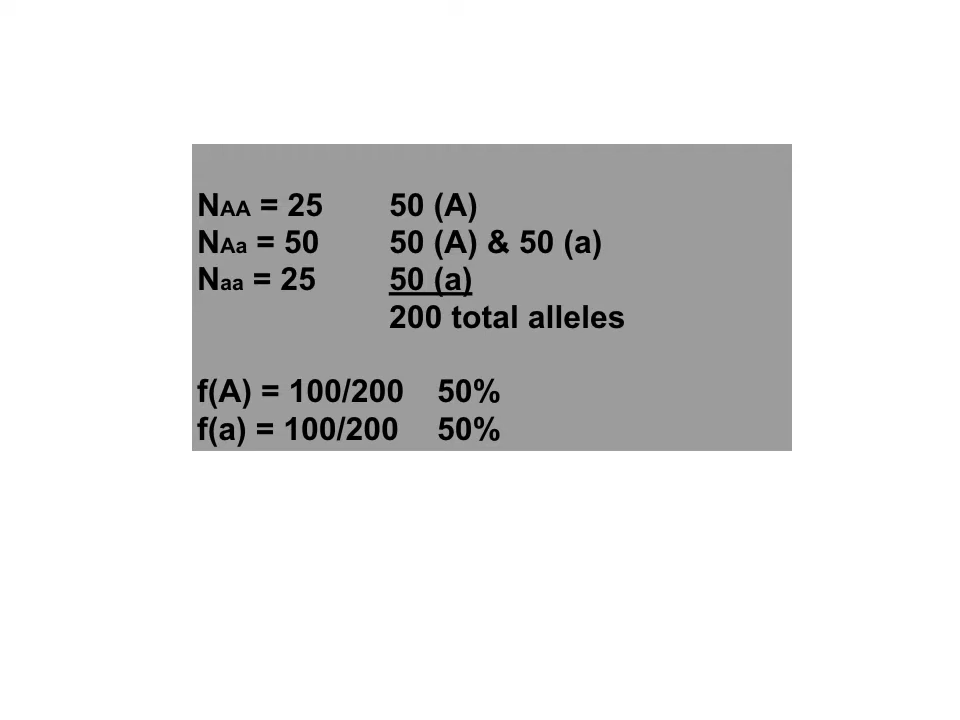 NAA = 25 50 (A)
NAa = 50 50 (A) & 50 (a)
Naa = 25 50 (a)
200 total alleles
f(A) = 100/200 50%
f(a) = 100/200 50%